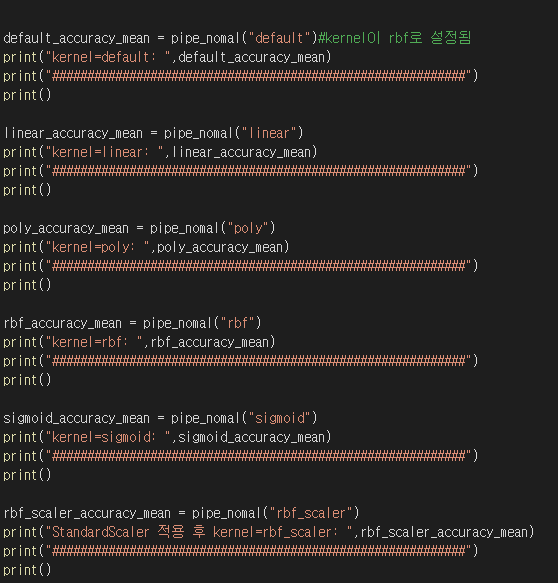 default_accuracy_mean = pipe_nomal("default")#kernel이 rbf로 설정됨
print("kernel=default: ",default_accuracy_mean)
print("###########################################################")
print()
linear_accuracy_mean = pipe_nomal("linear")
print("kernel=linear: ",linear_accuracy_mean)
print("###########################################################")
print()
poly_accuracy_mean = pipe_nomal("poly")
print("kernel=poly: ",poly_accuracy_mean)
print("###########################################################")
print()
rbf_accuracy_mean = pipe_nomal("rbf")
print("kernel=rbf: ",rbf_accuracy_mean)
print("###########################################################")
print()
sigmoid_accuracy_mean = pipe_nomal("sigmoid")
print("kernel=sigmoid: ",sigmoid_accuracy_mean)
print("###########################################################")
print()
rbf_scaler_accuracy_mean = pipe_nomal("rbf_scaler")
print("StandardScaler 적용 후 kernel=rbf_scaler: ",rbf_scaler_accuracy_mean)
print("###########################################################")
print()